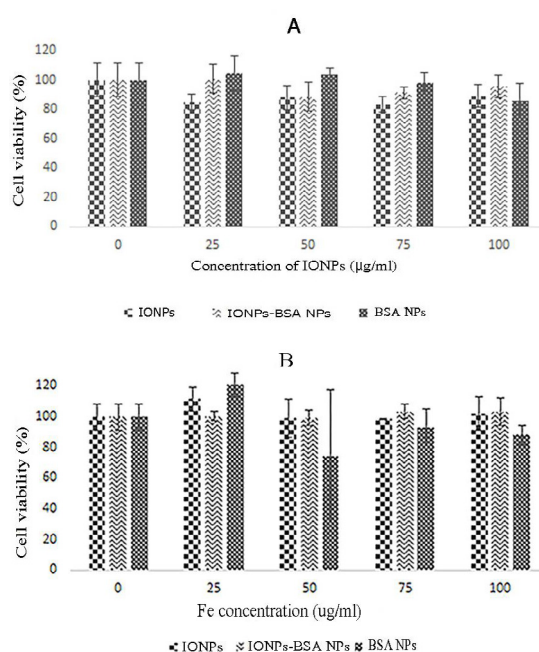 A
Cell viability (%)
120
100
80
60
40
20
0
0 25 50 75 100
Concentration of IONPs (µg/ml)
IONPs IONPs-BSA NPs BSA NPs
B
Cell viability (%)
120
100
80
60
40
20
0
0 25 50 75 100
Fe concentration (ug/ml)
IONPs IONPs-BSA NPs BSA NPs